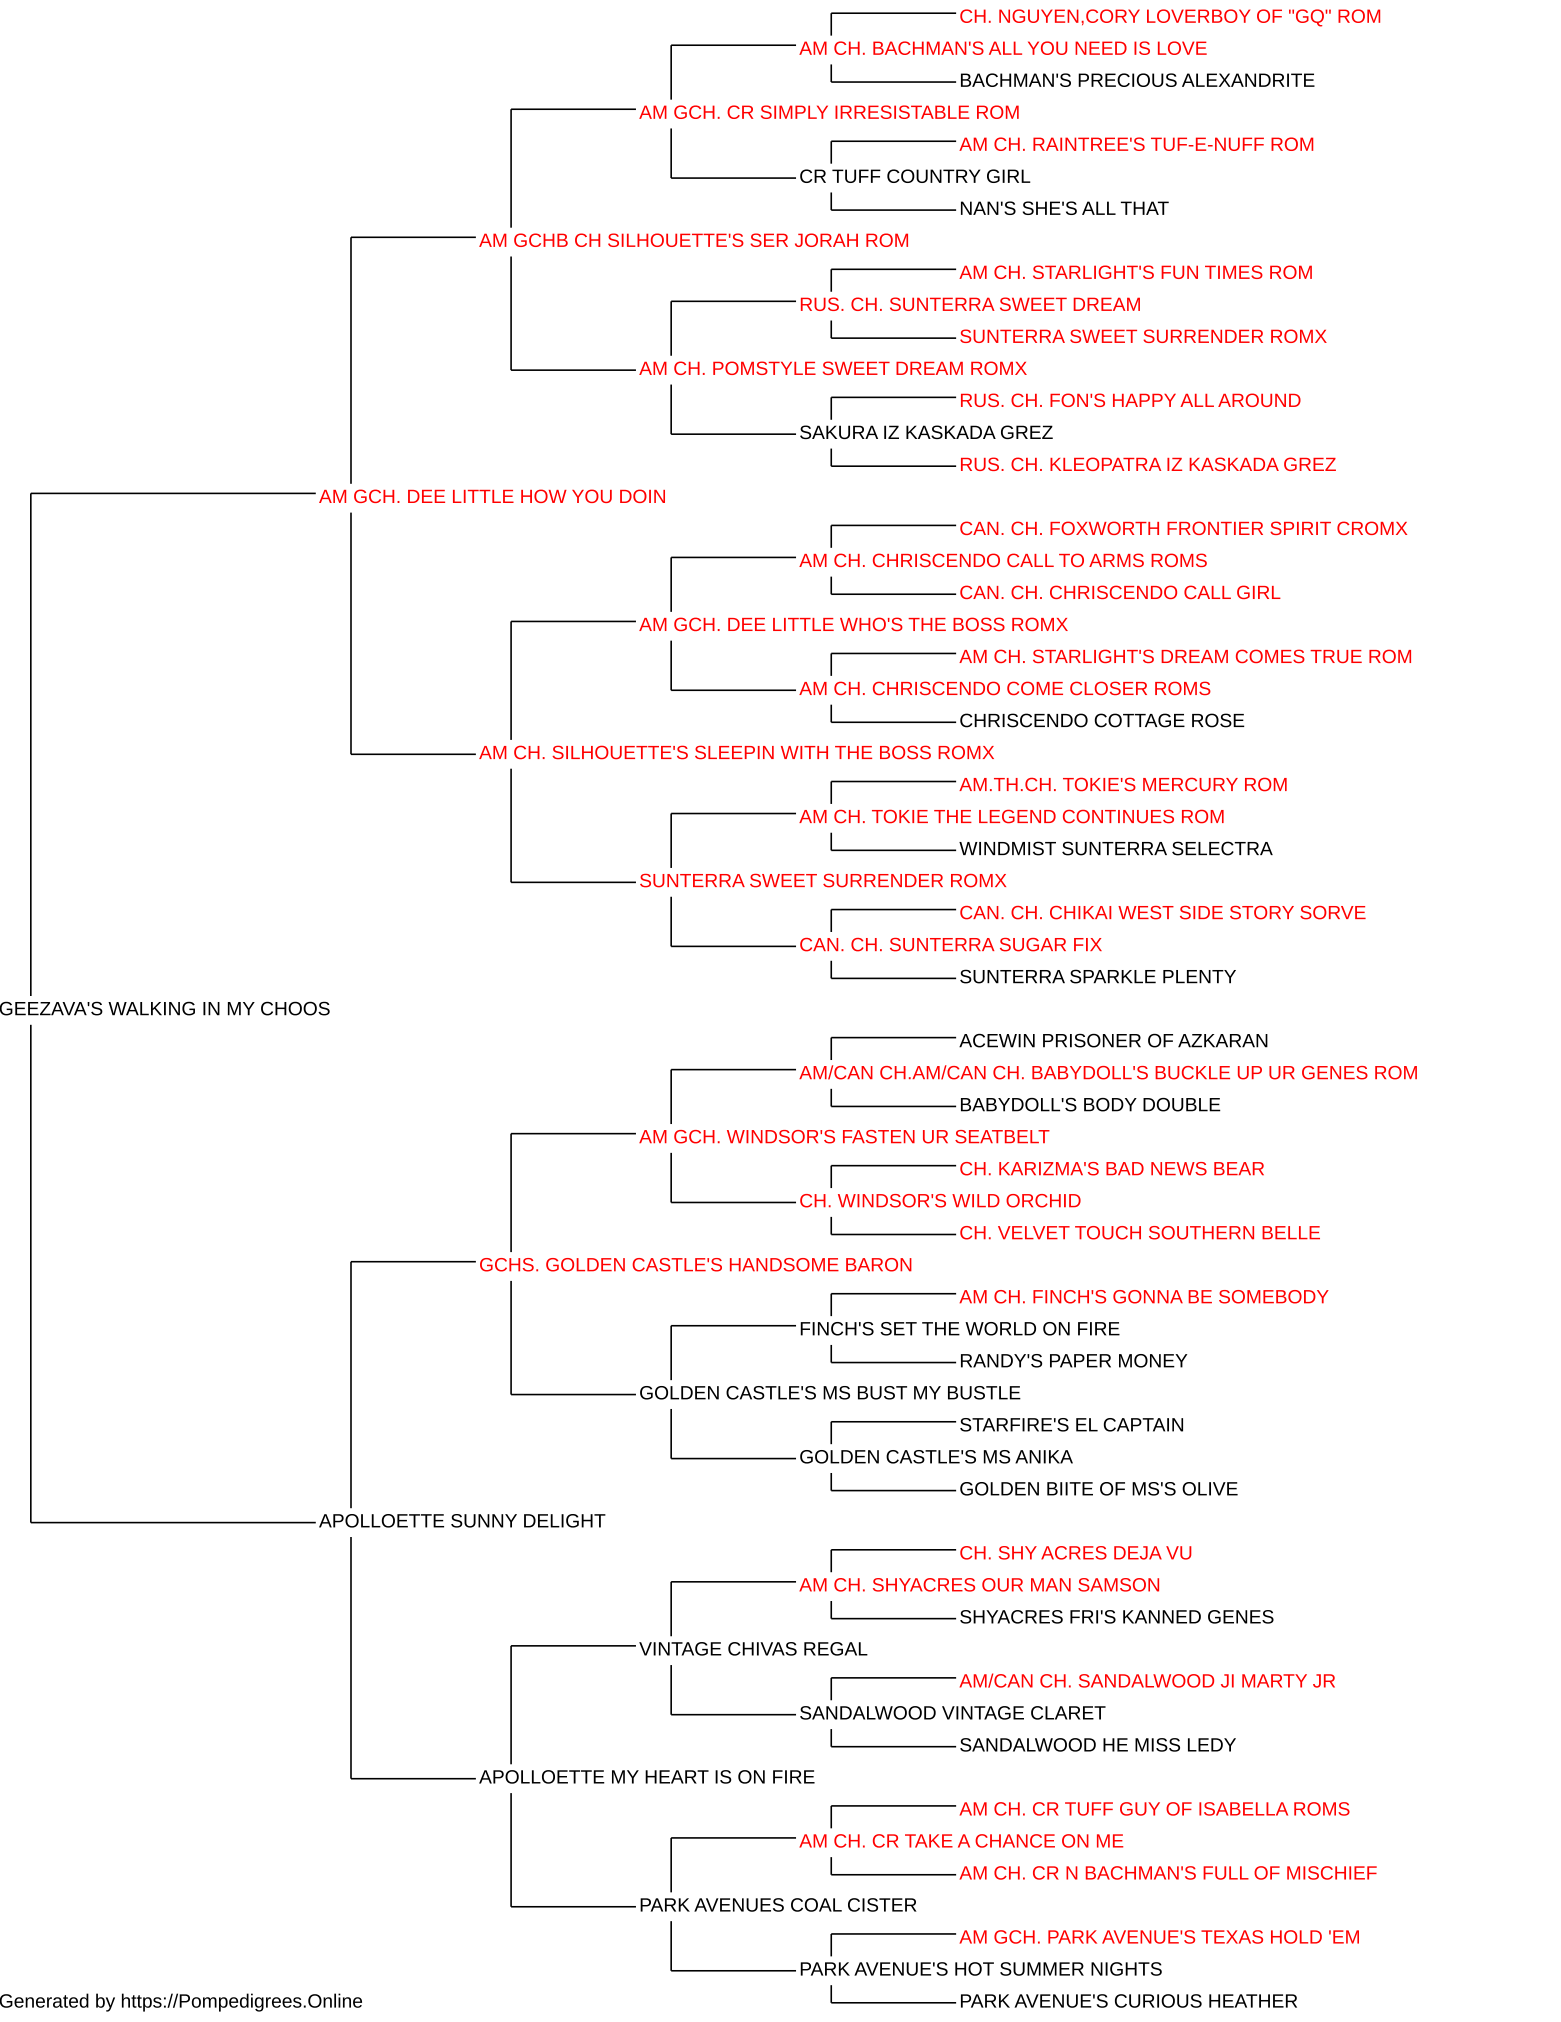 CH. NGUYEN,CORY LOVERBOY OF "GQ" ROM
AM CH. BACHMAN'S ALL YOU NEED IS LOVE
BACHMAN'S PRECIOUS ALEXANDRITE
AM GCH. CR SIMPLY IRRESISTABLE ROM
AM CH. RAINTREE'S TUF-E-NUFF ROM
CR TUFF COUNTRY GIRL
NAN'S SHE'S ALL THAT
AM GCHB CH SILHOUETTE'S SER JORAH ROM
AM CH. STARLIGHT'S FUN TIMES ROM
RUS. CH. SUNTERRA SWEET DREAM
SUNTERRA SWEET SURRENDER ROMX
AM CH. POMSTYLE SWEET DREAM ROMX
RUS. CH. FON'S HAPPY ALL AROUND
SAKURA IZ KASKADA GREZ
RUS. CH. KLEOPATRA IZ KASKADA GREZ
AM GCH. DEE LITTLE HOW YOU DOIN
CAN. CH. FOXWORTH FRONTIER SPIRIT CROMX
AM CH. CHRISCENDO CALL TO ARMS ROMS
CAN. CH. CHRISCENDO CALL GIRL
AM GCH. DEE LITTLE WHO'S THE BOSS ROMX
AM CH. STARLIGHT'S DREAM COMES TRUE ROM
AM CH. CHRISCENDO COME CLOSER ROMS
CHRISCENDO COTTAGE ROSE
AM CH. SILHOUETTE'S SLEEPIN WITH THE BOSS ROMX
AM.TH.CH. TOKIE'S MERCURY ROM
AM CH. TOKIE THE LEGEND CONTINUES ROM
WINDMIST SUNTERRA SELECTRA
SUNTERRA SWEET SURRENDER ROMX
CAN. CH. CHIKAI WEST SIDE STORY SORVE
CAN. CH. SUNTERRA SUGAR FIX
SUNTERRA SPARKLE PLENTY
GEEZAVA'S WALKING IN MY CHOOS
ACEWIN PRISONER OF AZKARAN
AM/CAN CH.AM/CAN CH. BABYDOLL'S BUCKLE UP UR GENES ROM
BABYDOLL'S BODY DOUBLE
AM GCH. WINDSOR'S FASTEN UR SEATBELT
CH. KARIZMA'S BAD NEWS BEAR
CH. WINDSOR'S WILD ORCHID
CH. VELVET TOUCH SOUTHERN BELLE
GCHS. GOLDEN CASTLE'S HANDSOME BARON
AM CH. FINCH'S GONNA BE SOMEBODY
FINCH'S SET THE WORLD ON FIRE
RANDY'S PAPER MONEY
GOLDEN CASTLE'S MS BUST MY BUSTLE
STARFIRE'S EL CAPTAIN
GOLDEN CASTLE'S MS ANIKA
GOLDEN BIITE OF MS'S OLIVE
APOLLOETTE SUNNY DELIGHT
CH. SHY ACRES DEJA VU
AM CH. SHYACRES OUR MAN SAMSON
SHYACRES FRI'S KANNED GENES
VINTAGE CHIVAS REGAL
AM/CAN CH. SANDALWOOD JI MARTY JR
SANDALWOOD VINTAGE CLARET
SANDALWOOD HE MISS LEDY
APOLLOETTE MY HEART IS ON FIRE
AM CH. CR TUFF GUY OF ISABELLA ROMS
AM CH. CR TAKE A CHANCE ON ME
AM CH. CR N BACHMAN'S FULL OF MISCHIEF
PARK AVENUES COAL CISTER
AM GCH. PARK AVENUE'S TEXAS HOLD 'EM
PARK AVENUE'S HOT SUMMER NIGHTS
PARK AVENUE'S CURIOUS HEATHER
Generated by https://Pompedigrees.Online